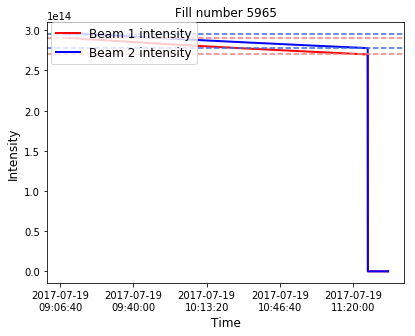 Fill number 5965
1e14
3.0
2.5
2.0
1.5
1.0
0.5
0.0
Intensity
Beam 1 intensity
Beam 2 intensity
2017-07-19
09:06:40
2017-07-19
09:40:00
2017-07-19
10:13:20
2017-07-19
10:46:40
2017-07-19
11:20:00
Time